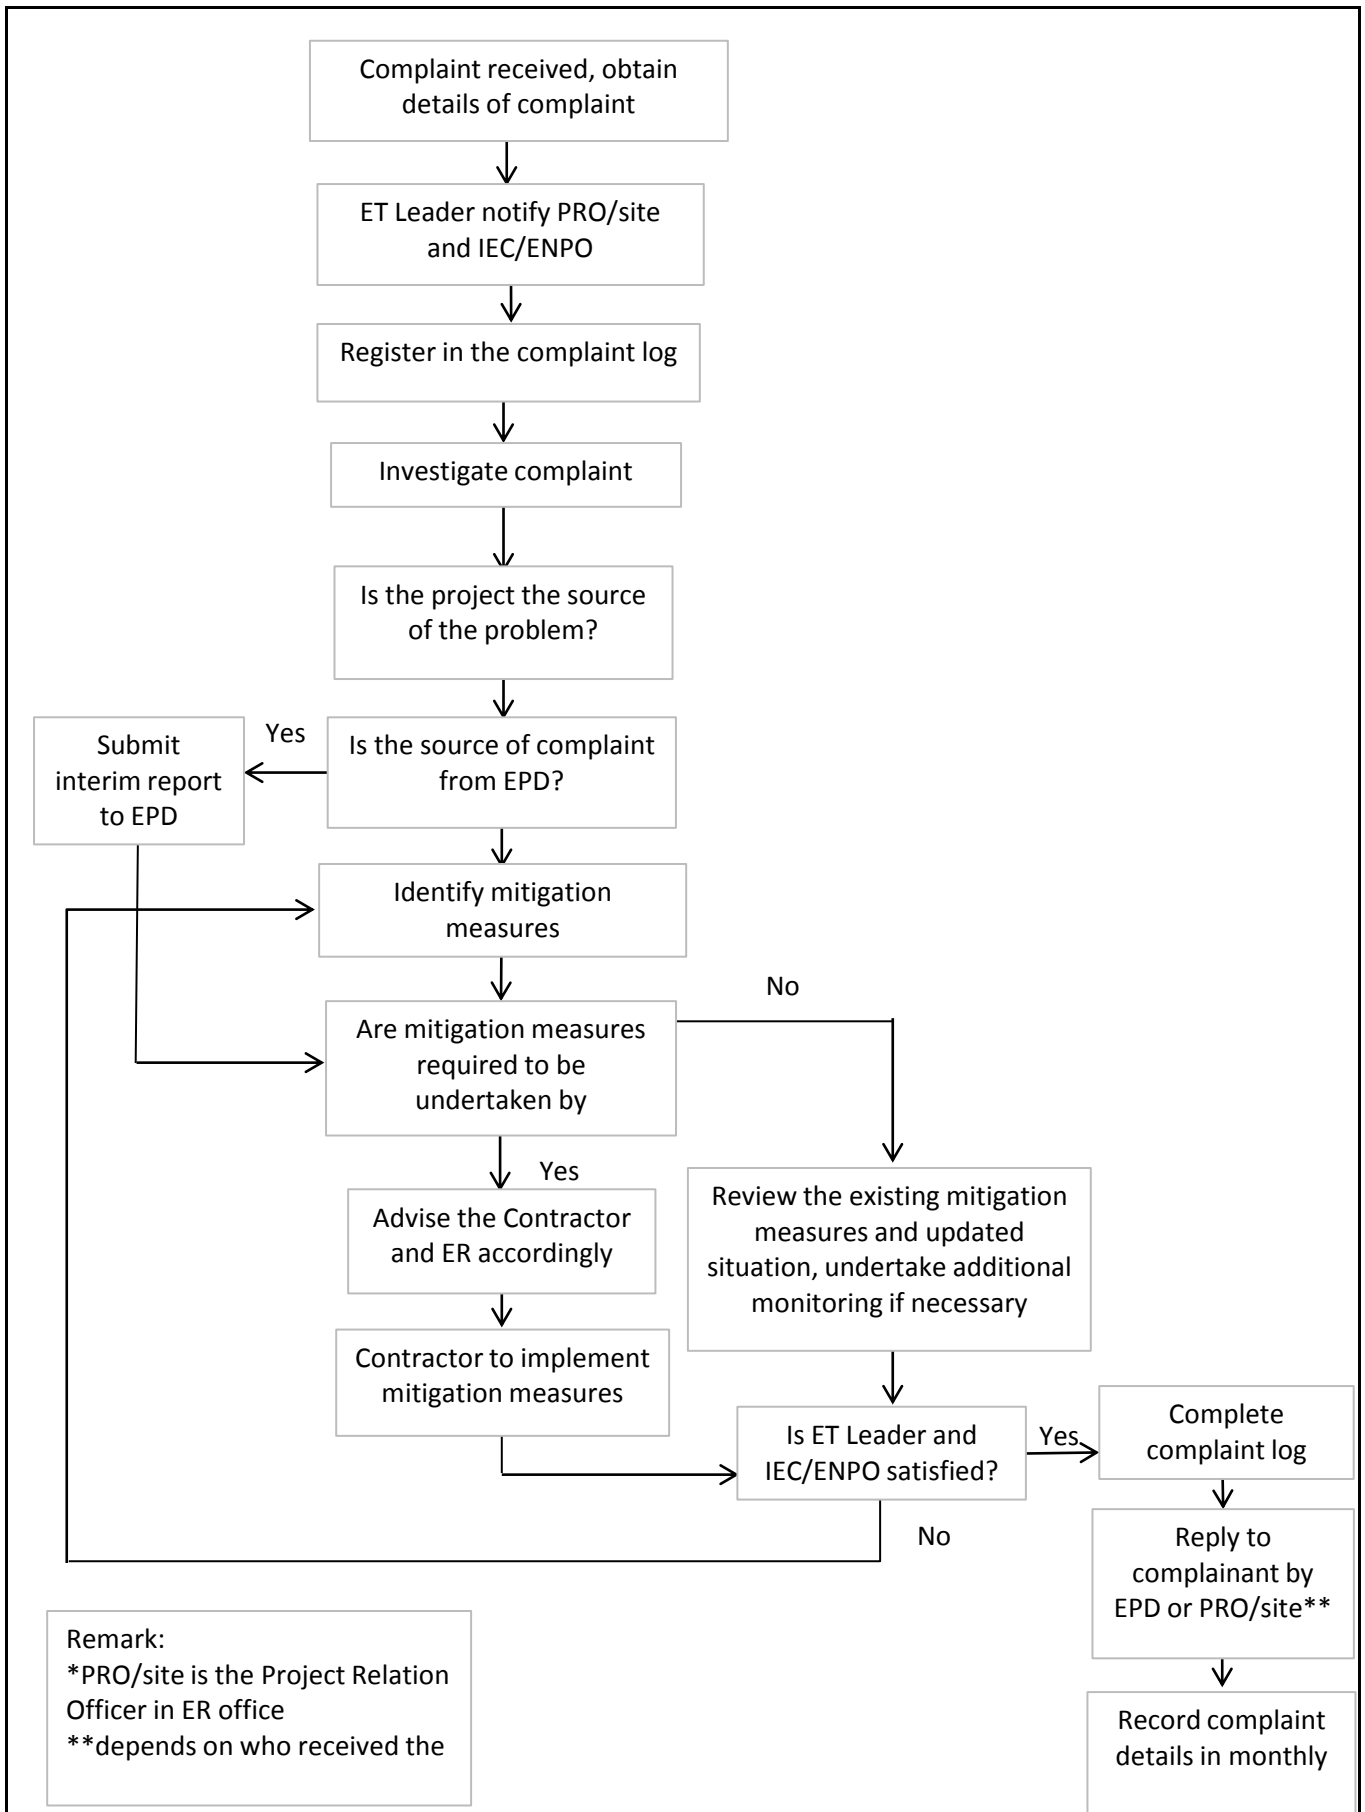 Complaint received, obtain
details of complaint
ET Leader notify PRO/site
and IEC/ENPO
Register in the complaint log
Investigate complaint
Is the project the source
of the problem?
Yes
Submit
interim report
to EPD
Is the source of complaint
from EPD?
Identify mitigation
measures
No
Are mitigation measures
required to be
undertaken by
Yes
Advise the Contractor
and ER accordingly
Review the existing mitigation
measures and updated
situation, undertake additional
monitoring if necessary
Contractor to implement
mitigation measures
Is ET Leader and
IEC/ENPO satisfied?
Yes
Complete
complaint log
No
Reply to
complainant by
EPD or PRO/site**
Record complaint
details in monthly
Remark:
*PRO/site is the Project Relation
Officer in ER office
**depends on who received the